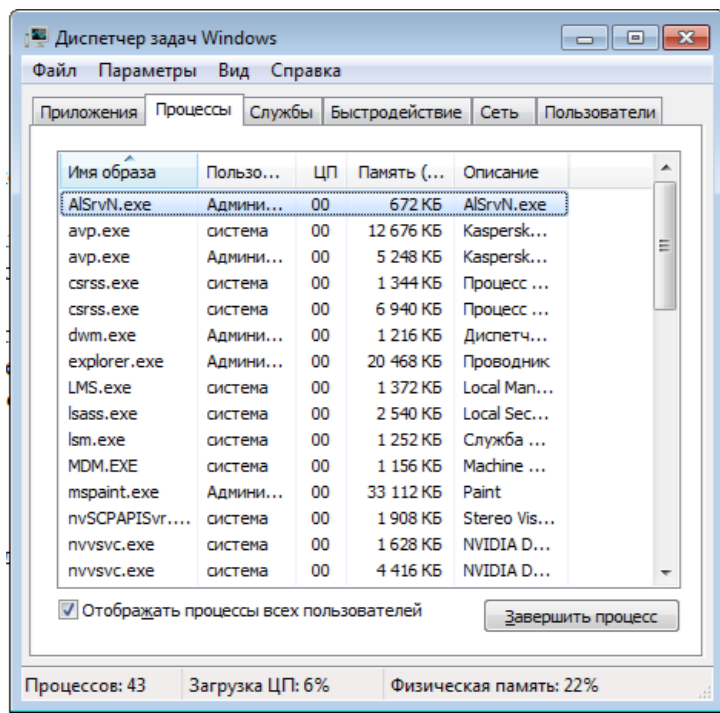 Диспетчер задач Windows
Файл Параметры Вид Справка
Приложения Процессы Службы Быстродействие Сеть Пользователи
Имя образа Пользо... ЦП Память (... Описание
AlSrvN.exe Админи... 00 672 КБ AlSrvN.exe
avp.exe система 00 12 676 КБ Kaspersk...
avp.exe Админи... 00 5 248 КБ Kaspersk...
csrss.exe система 00 1 344 КБ Процесс ...
csrss.exe система 00 6 940 КБ Процесс ...
dwm.exe Админи... 00 1 216 КБ Диспетч...
explorer.exe Админи... 00 20 468 КБ Проводник
LMS.exe система 00 1 372 КБ Local Man...
lsass.exe система 00 2 540 КБ Local Sec...
lsm.exe система 00 1 252 КБ Служба ...
MDM.EXE система 00 1 156 КБ Machine ...
mspaint.exe Админи... 00 33 112 КБ Paint
nvSCPAPISvr.... система 00 1 908 КБ Stereo Vis...
nvvsvc.exe система 00 1 628 КБ NVIDIA D...
nvvsvc.exe система 00 4 416 КБ NVIDIA D...
Отображать процессы всех пользователей Завершить процесс
Процессов: 43 Загрузка ЦП: 6% Физическая память: 22%